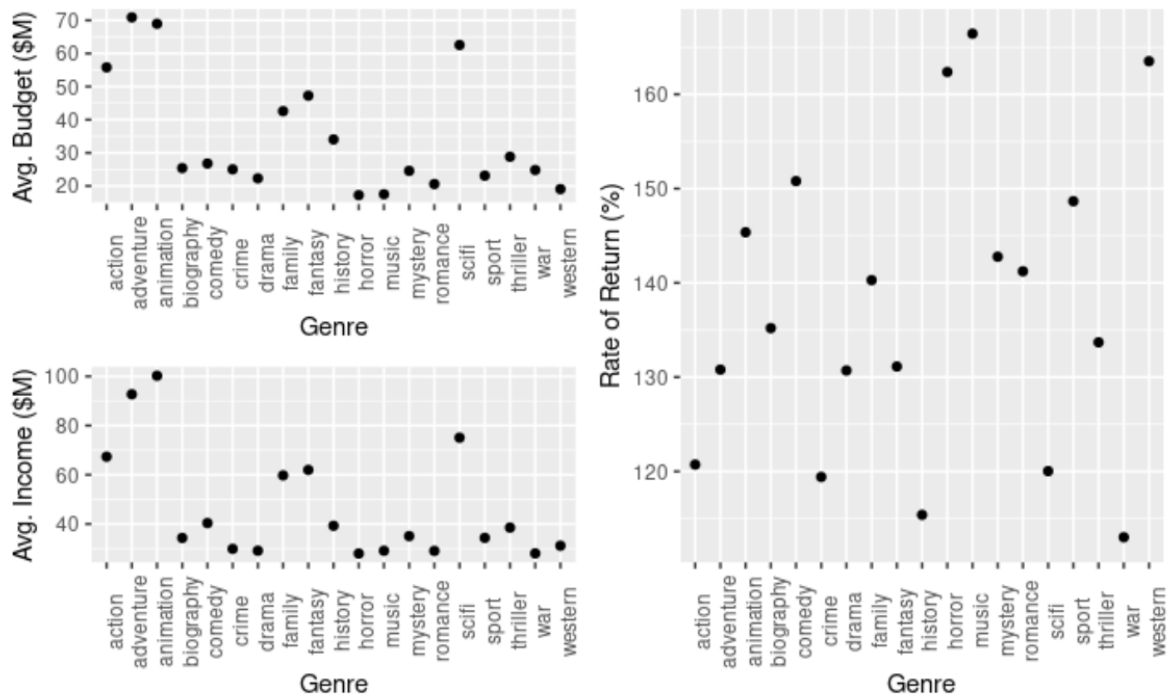 Avg. Budget ($M)
70
60
50
40
30
20
action
adventure
animation
biography
comedy
crime
drama
family
fantasy
history
horror
music
mystery
romance
scifi
sport
thriller
war
western
Genre
Avg. Income ($M)
100
80
60
40
action
adventure
animation
biography
comedy
crime
drama
family
fantasy
history
horror
music
mystery
romance
scifi
sport
thriller
war
western
Genre
Rate of Return (%)
160
150
140
130
120
action
adventure
animation
biography
comedy
crime
drama
family
fantasy
history
horror
music
mystery
romance
scifi
sport
thriller
war
western
Genre